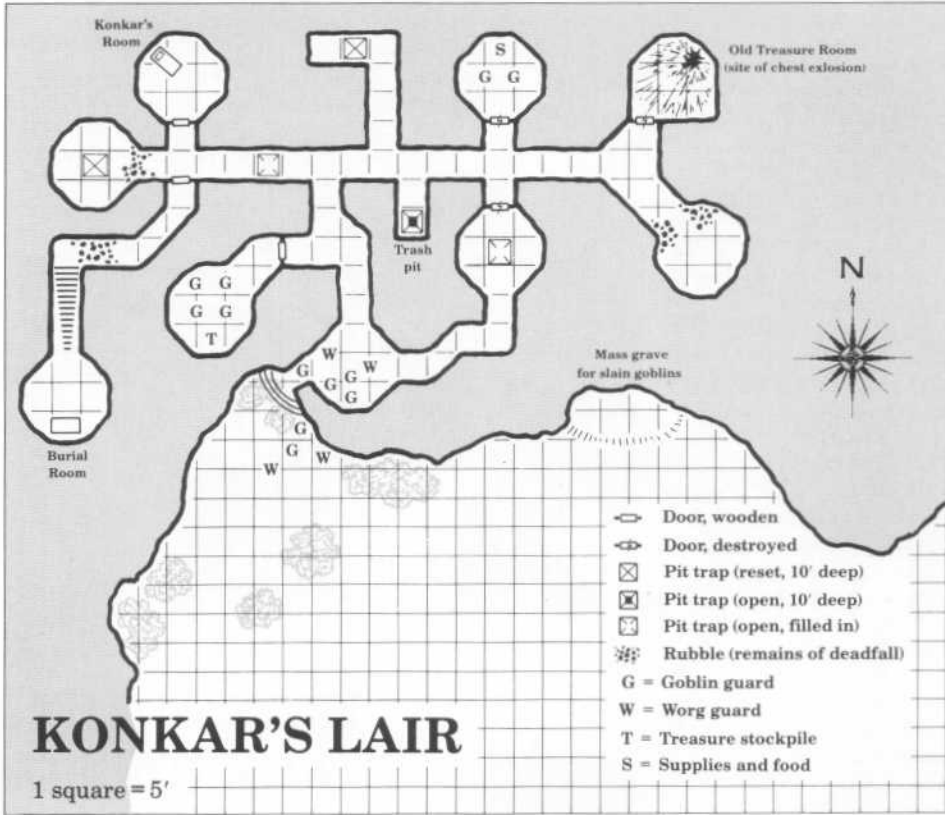 Konkar's
Room
Old Treasure Room
(site of chest exlosion)
S
G G
Trash
pit
N
G G
G G
T
W
W
G
G
G
G
Mass grave
for slain goblins
G
G
W
W
Burial
Room
Door, wooden
Door, destroyed
Pit trap (reset, 10′ deep)
Pit trap (open, 10′ deep)
Pit trap (open, filled in)
Rubble (remains of deadfall)
G = Goblin guard
W = Worg guard
T = Treasure stockpile
S = Supplies and food
KONKAR'S LAIR
1 square = 5′